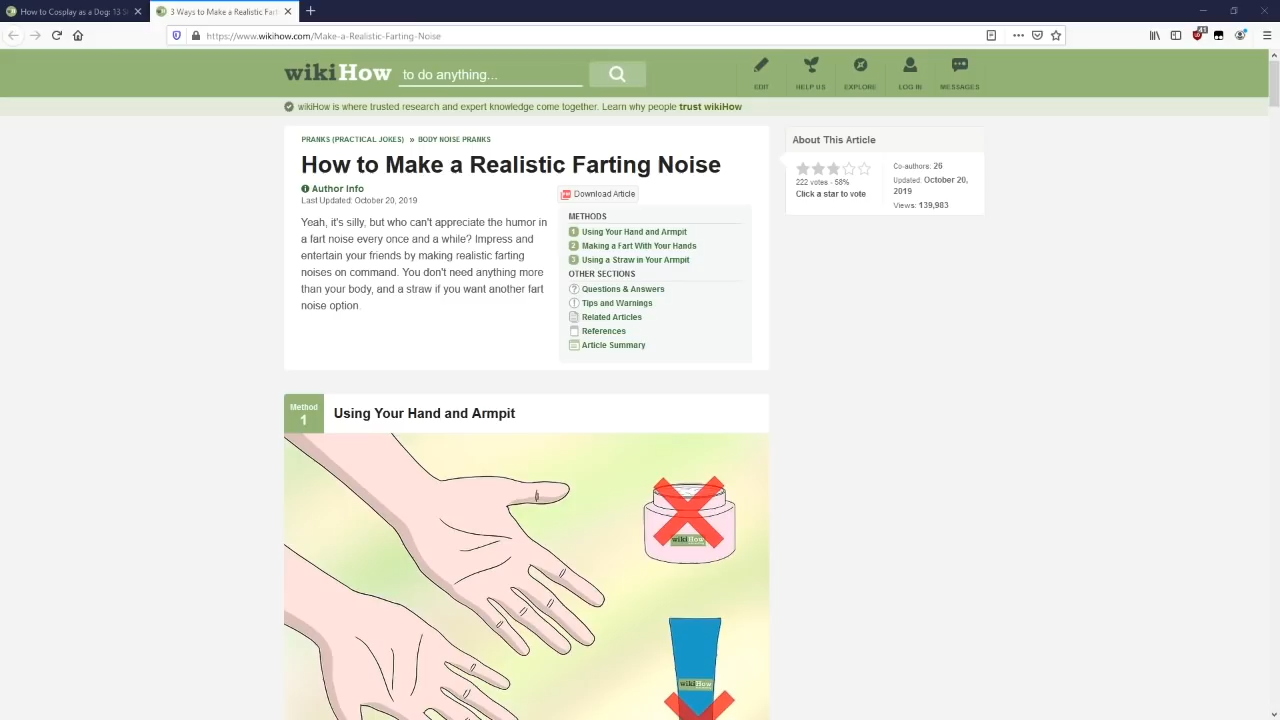 How to Cosplay as a Dog: 13 S
3 Ways to Make a Realistic Fart
https://www.wikihow.com/Make-a-Realistic-Farting-Noise
wikiHow to do anything...
EDIT HELP US EXPLORE LOG IN MESSAGES
wikiHow is where trusted research and expert knowledge come together. Learn why people trust wikiHow
PRANKS (PRACTICAL JOKES) » BODY NOISE PRANKS
How to Make a Realistic Farting Noise
Author Info
Last Updated: October 20, 2019
Download Article
Yeah, it's silly, but who can't appreciate the humor in
a fart noise every once and a while? Impress and
entertain your friends by making realistic farting
noises on command. You don't need anything more
than your body, and a straw if you want another fart
noise option.
METHODS
1 Using Your Hand and Armpit
2 Making a Fart With Your Hands
3 Using a Straw in Your Armpit
OTHER SECTIONS
Questions & Answers
Tips and Warnings
Related Articles
References
Article Summary
About This Article
222 votes - 58%
Click a star to vote
Co-authors: 26
Updated: October 20,
2019
Views: 139,983
Method
1
Using Your Hand and Armpit
wikiHow
wikiHow